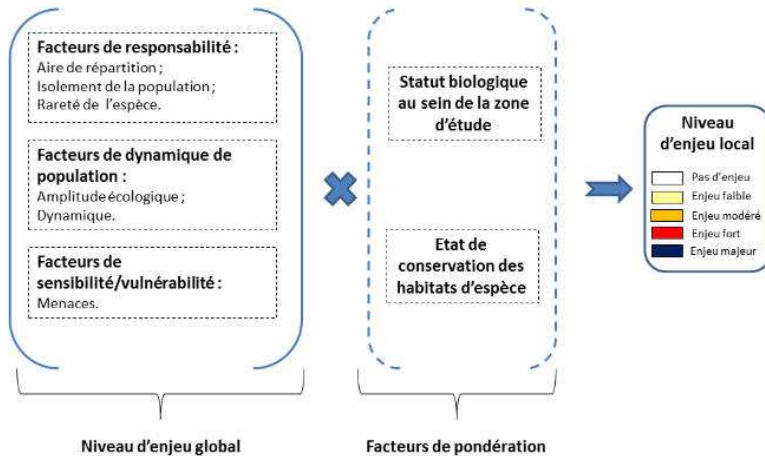 Facteurs de responsabilité :
Aire de répartition ;
Isolement de la population ;
Rareté de l'espèce.
Facteurs de dynamique de
population :
Amplitude écologique ;
Dynamique.
Facteurs de
sensibilité/vulnérabilité :
Menaces.
Niveau d'enjeu global
Statut biologique
au sein de la zone
d'étude
Etat de
conservation des
habitats d'espèce
Facteurs de pondération
Niveau
d'enjeu local
Pas d'enjeu
Enjeu faible
Enjeu modéré
Enjeu fort
Enjeu majeur